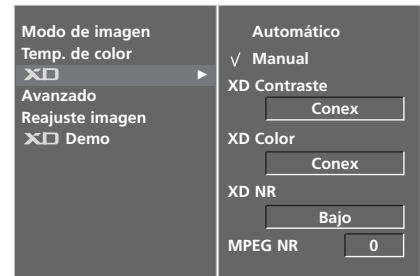 Modo de imagen
Temp. de color
XD
Avanzado
Reajuste imagen
XD Demo
Automático
√ Manual
XD Contraste
Conex
XD Color
Conex
XD NR
Bajo
MPEG NR 0